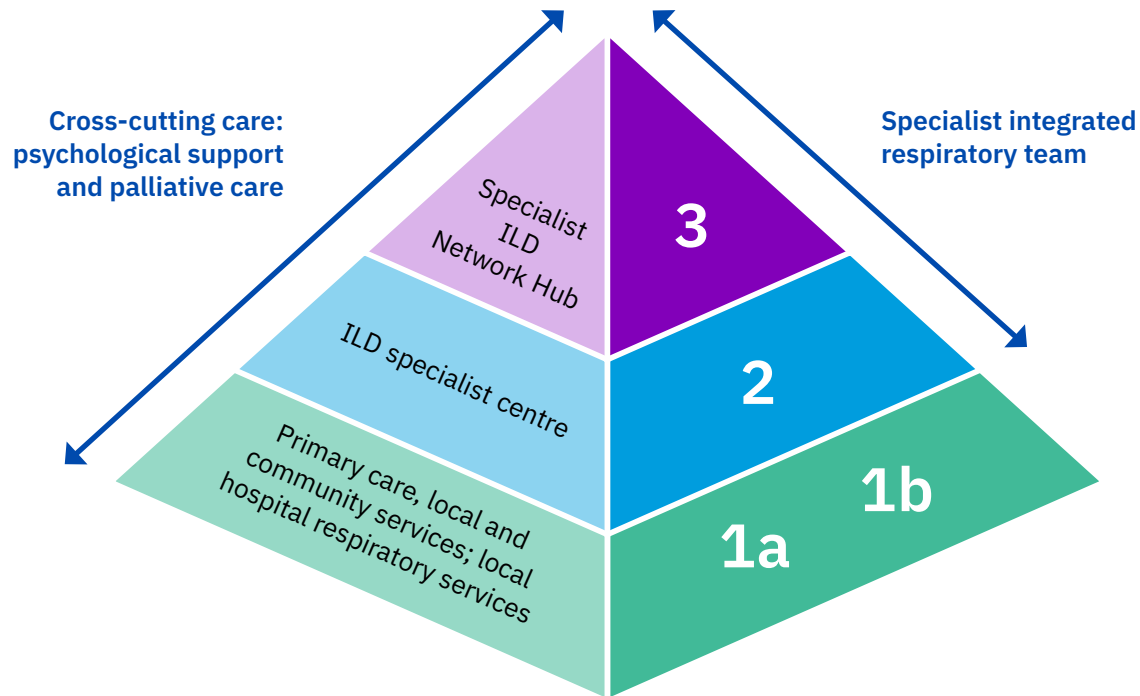 Cross-cutting care:
psychological support
and palliative care
Specialist integrated
respiratory team
Specialist
ILD
Network Hub
3
ILD specialist centre
2
Primary care, local and
community services; local
hospital respiratory services
1a
1b